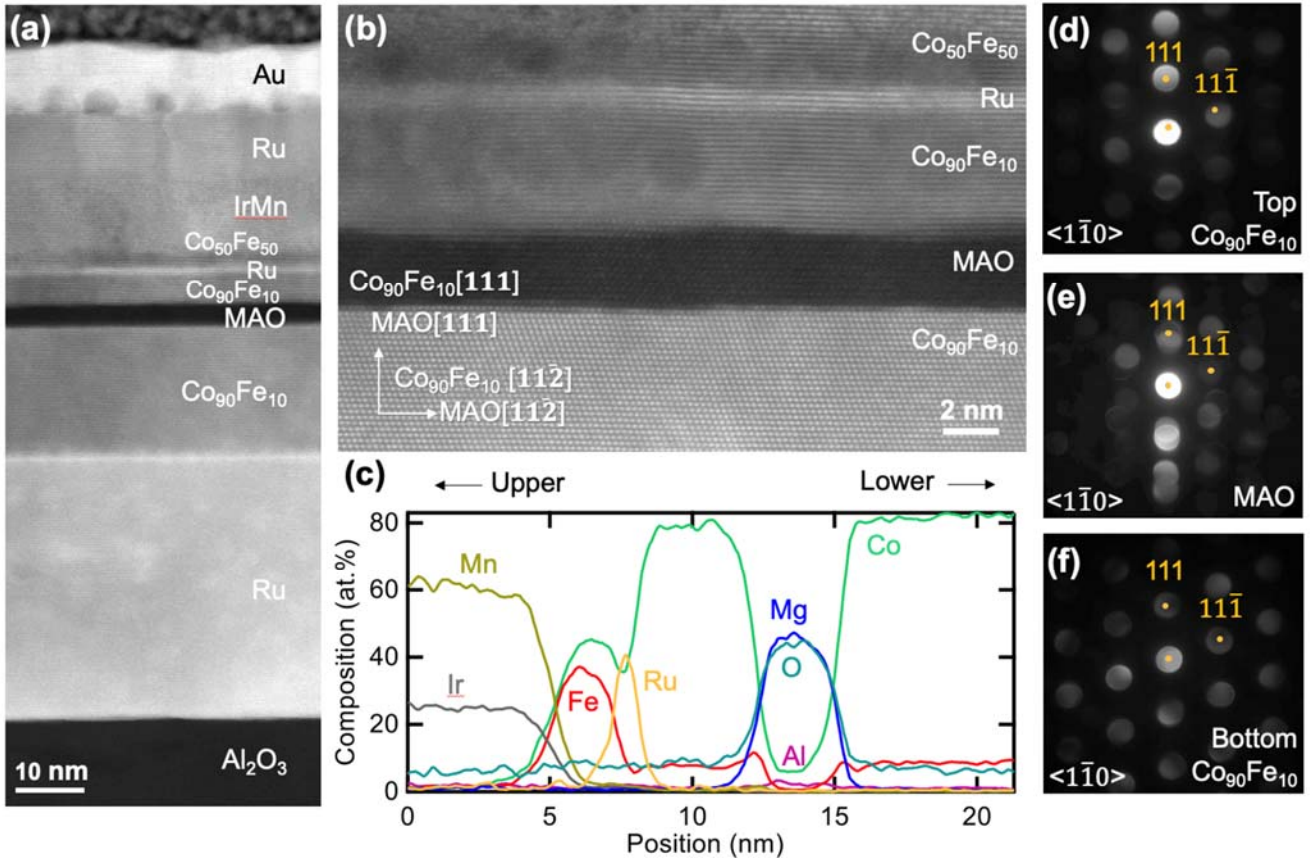 (a)
Au
Ru
IrMn
Co₅₀Fe₅₀
Ru
Co₉₀Fe₁₀
MAO
Co₉₀Fe₁₀
Ru
Al₂O₃
10 nm
(b)
Co₅₀Fe₅₀
Ru
Co₉₀Fe₁₀
MAO
Co₉₀Fe₁₀[111]
MAO[111]
Co₉₀Fe₁₀ [112̅]
MAO[112̅]
Co₉₀Fe₁₀
2 nm
(c)
← Upper
Lower →
Composition (at.%)
80
60
40
20
0
Mn
Ir
Fe
Ru
Co
Mg
O
Al
0 5 10 15 20
Position (nm)
(d)
111
111̅
<11̅0>
Top
Co₉₀Fe₁₀
(e)
111
111̅
<11̅0>
MAO
(f)
111
111̅
<11̅0>
Bottom
Co₉₀Fe₁₀